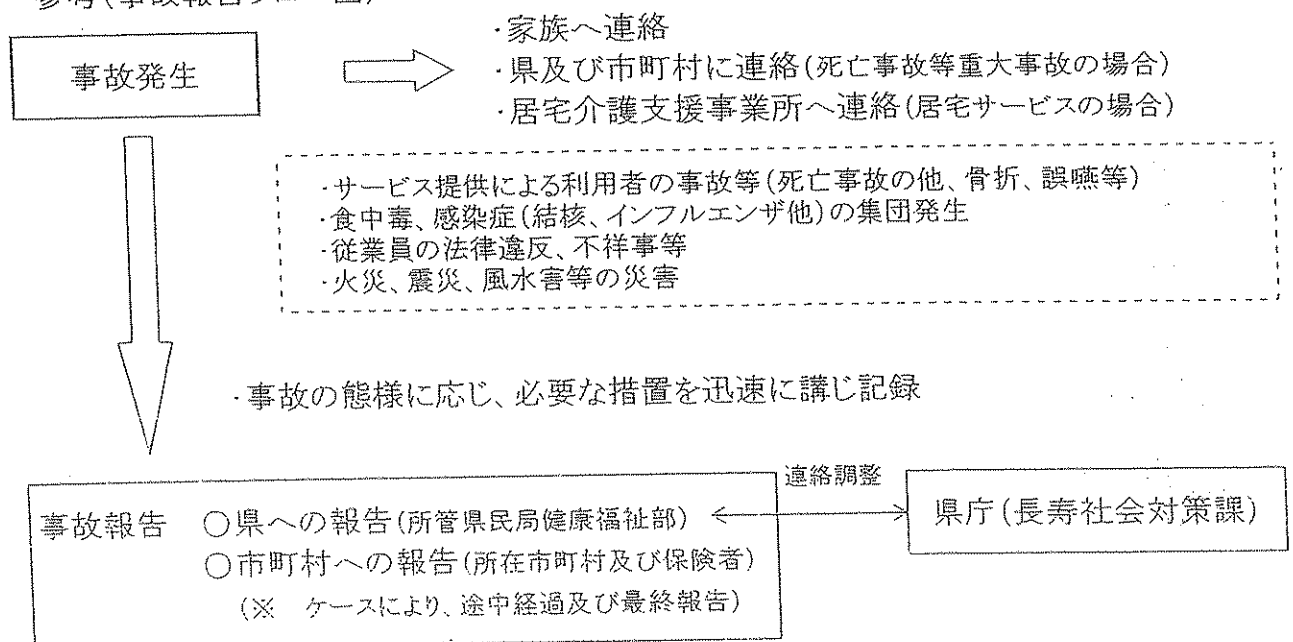 参考(事故報告フロー図)
事故発生
・家族へ連絡
・県及び市町村に連絡(死亡事故等重大事故の場合)
・居宅介護支援事業所へ連絡(居宅サービスの場合)
・サービス提供による利用者の事故等(死亡事故の他、骨折、誤嚥等)
・食中毒、感染症(結核、インフルエンザ他)の集団発生
・従業員の法律違反、不祥事等
・火災、震災、風水害等の災害
・事故の態様に応じ、必要な措置を迅速に講じ記録
連絡調整
事故報告 ○県への報告(所管県民局健康福祉部)
県庁(長寿社会対策課)
○市町村への報告(所在市町村及び保険者)
(※ ケースにより、途中経過及び最終報告)